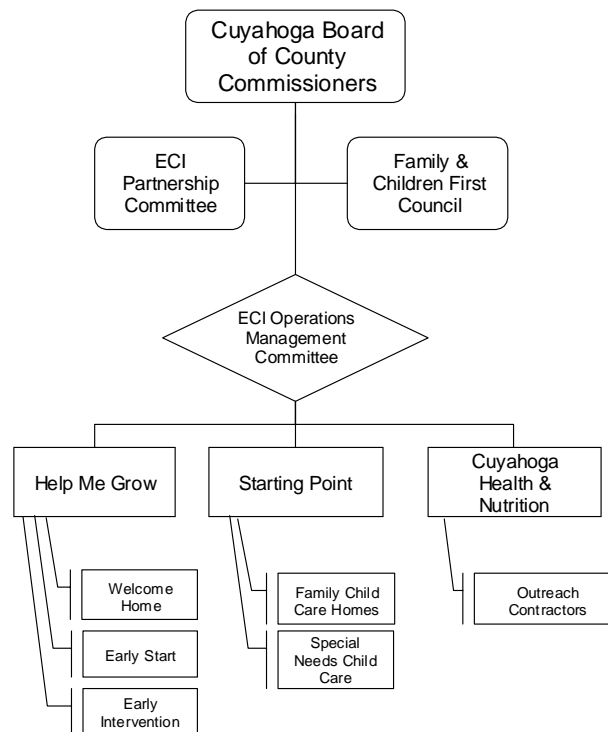 Cuyahoga Board
of County
Commissioners
ECI
Partnership
Committee
Family &
Children First
Council
ECI Operations
Management
Committee
Help Me Grow
Starting Point
Cuyahoga
Health &
Nutrition
Welcome
Home
Family Child
Care Homes
Outreach
Contractors
Early Start
Special
Needs Child
Care
Early
Intervention